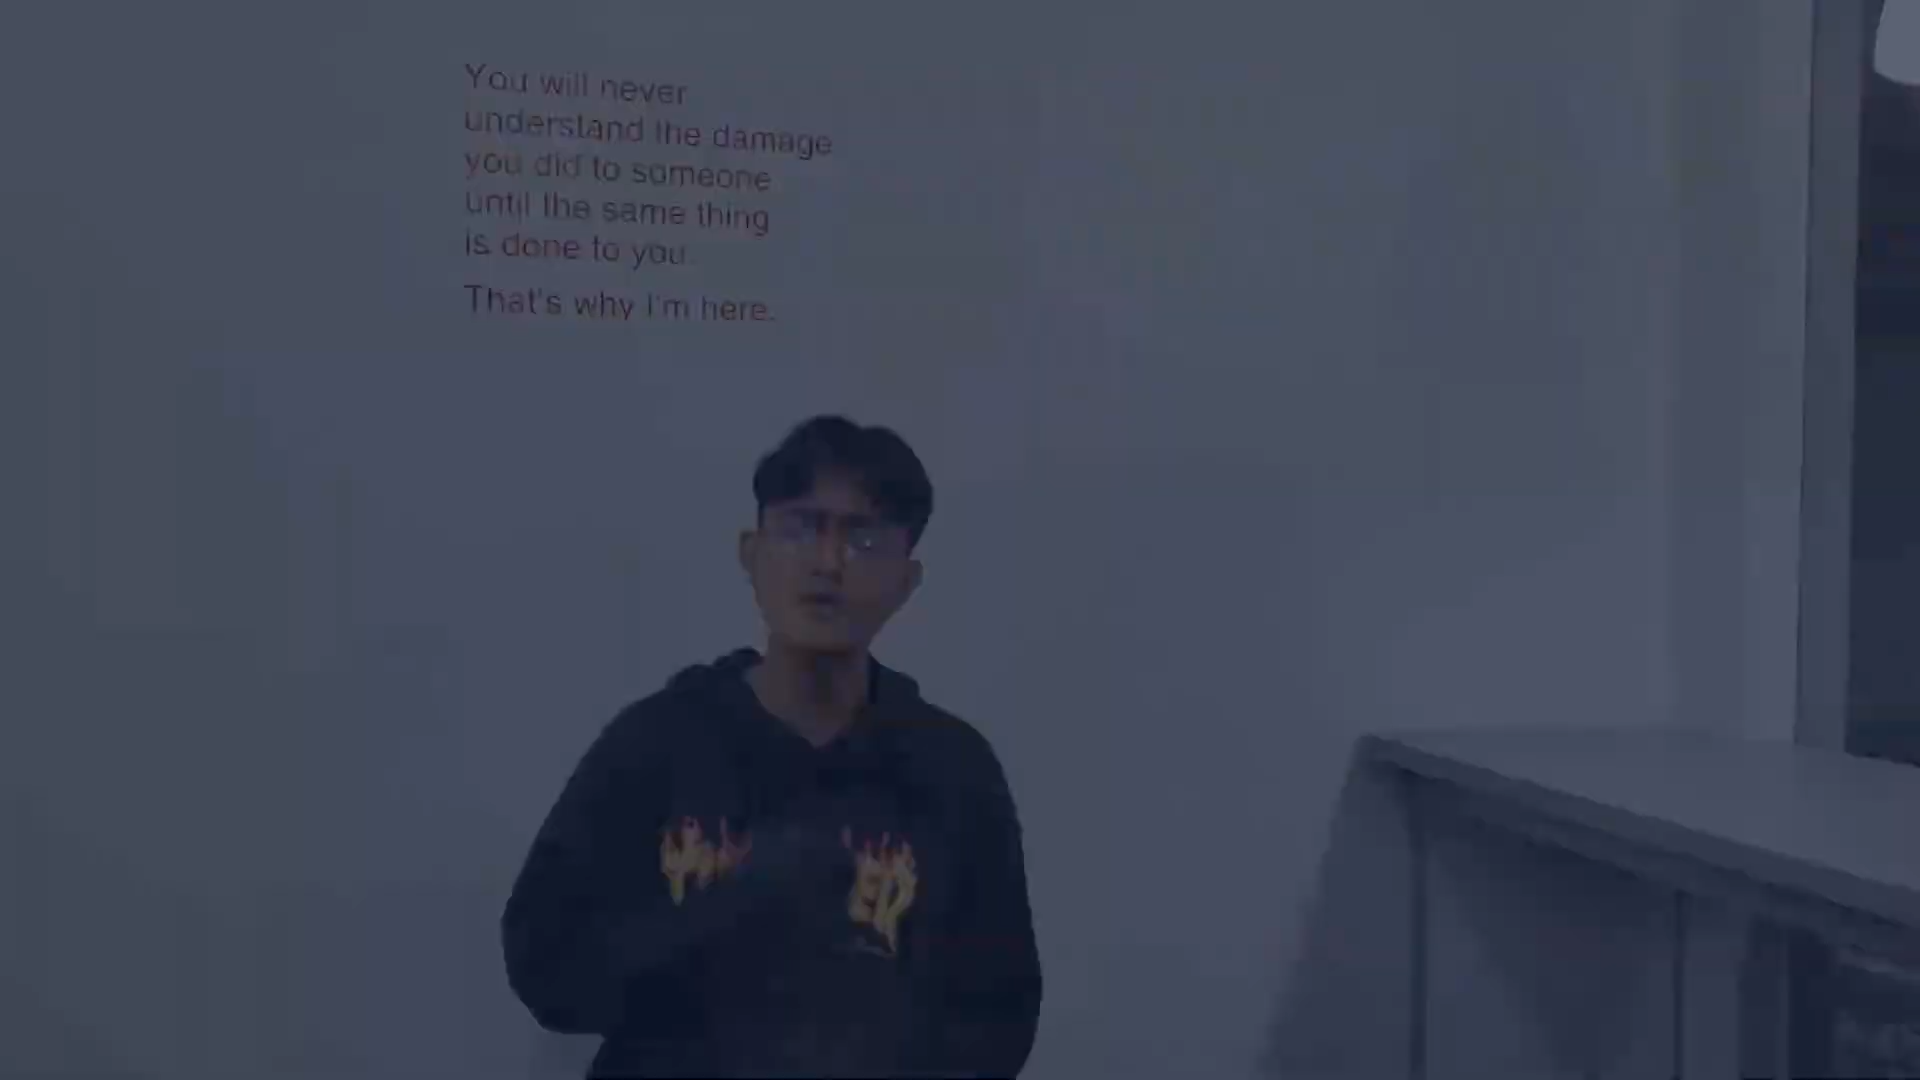 You will never
understand the damage
you did to someone
until the same thing
is done to you.
That's why I'm here.